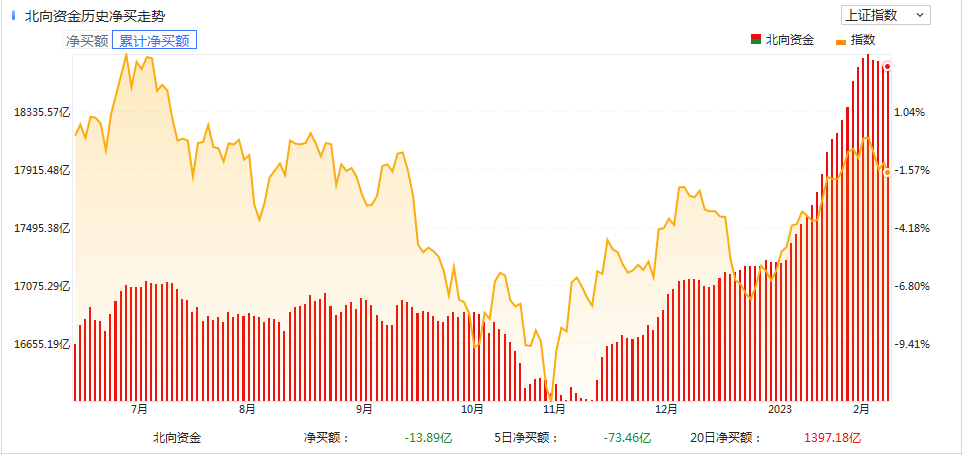 北向资金历史净买走势
上证指数
净买额 累计净买额
北向资金 指数
18335.57亿 1.04%
17915.48亿 -1.57%
17495.38亿 -4.18%
17075.29亿 -6.80%
16655.19亿 -9.41%
7月 8月 9月 10月 11月 12月 2023 2月
北向资金 净买额： -13.89亿 5日净买额： -73.46亿 20日净买额： 1397.18亿